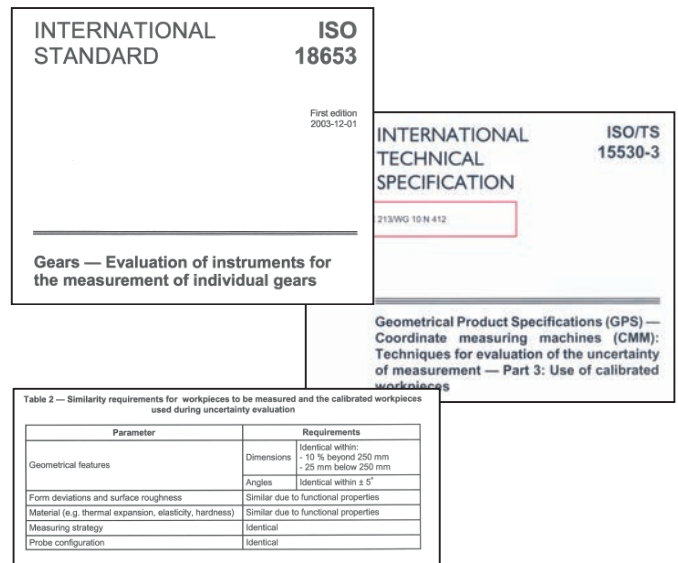 INTERNATIONAL
STANDARD
ISO
18653
First edition
2003-12-01
Gears — Evaluation of instruments for
the measurement of individual gears
INTERNATIONAL
TECHNICAL
SPECIFICATION
ISO/TS
15530-3
213/WG 10 N 412
Geometrical Product Specifications (GPS) —
Coordinate measuring machines (CMM):
Techniques for evaluation of the uncertainty
of measurement — Part 3: Use of calibrated
workpieces
Table 2 — Similarity requirements for workpieces to be measured and the calibrated workpieces
used during uncertainty evaluation
Parameter Requirements
Geometrical features Dimensions Identical within:
- 10 % beyond 250 mm
- 25 mm below 250 mm
Angles Identical within ± 5°
Form deviations and surface roughness Similar due to functional properties
Material (e.g. thermal expansion, elasticity, hardness) Similar due to functional properties
Measuring strategy Identical
Probe configuration Identical